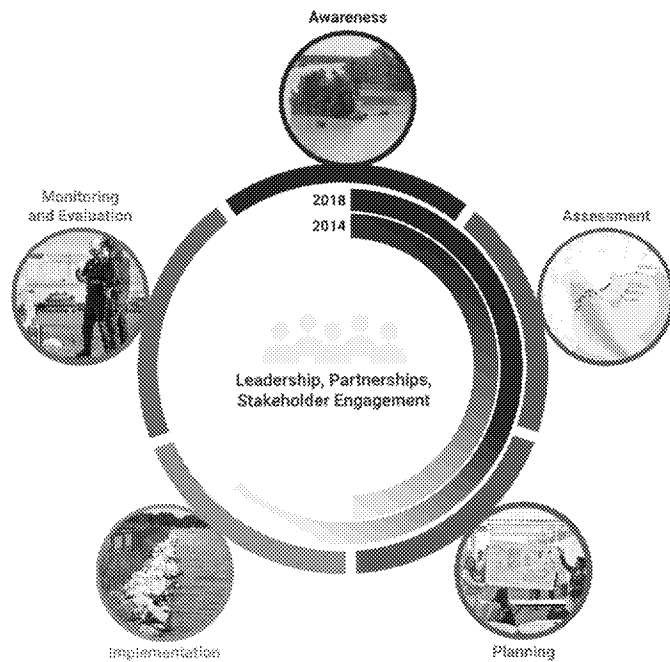 Awareness
Monitoring
and Evaluation
2018
2014
Assessment
Leadership, Partnerships,
Stakeholder Engagement
Implementation
Planning